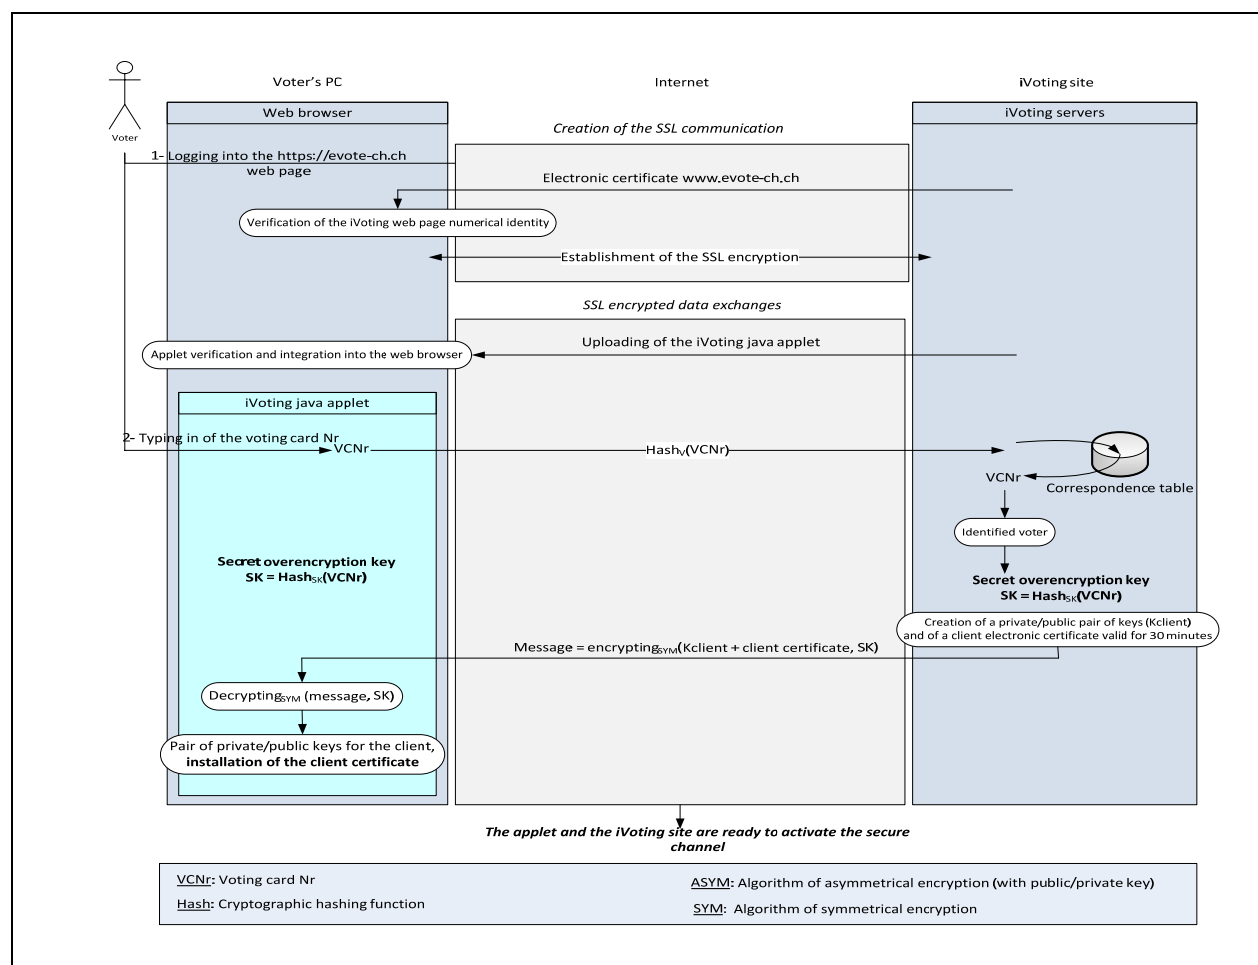 Voter's PC
Internet
iVoting site
Web browser
iVoting servers
Voter
Creation of the SSL communication
1- Logging into the https://evote-ch.ch
web page
Electronic certificate www.evote-ch.ch
Verification of the iVoting web page numerical identity
Establishment of the SSL encryption
SSL encrypted data exchanges
Uploading of the iVoting java applet
Applet verification and integration into the web browser
iVoting java applet
2- Typing in of the voting card Nr
VCNr
HashV(VCNr)
VCNr
Correspondence table
Identified voter
Secret overencryption key
SK = HashSK(VCNr)
Secret overencryption key
SK = HashSK(VCNr)
Creation of a private/public pair of keys (Kclient)
and of a client electronic certificate valid for 30 minutes
Message = encryptingSYM(Kclient + client certificate, SK)
DecryptingSYM (message, SK)
Pair of private/public keys for the client,
installation of the client certificate
The applet and the iVoting site are ready to activate the secure
channel
VCNr: Voting card Nr
Hash: Cryptographic hashing function
ASYM: Algorithm of asymmetrical encryption (with public/private key)
SYM: Algorithm of symmetrical encryption